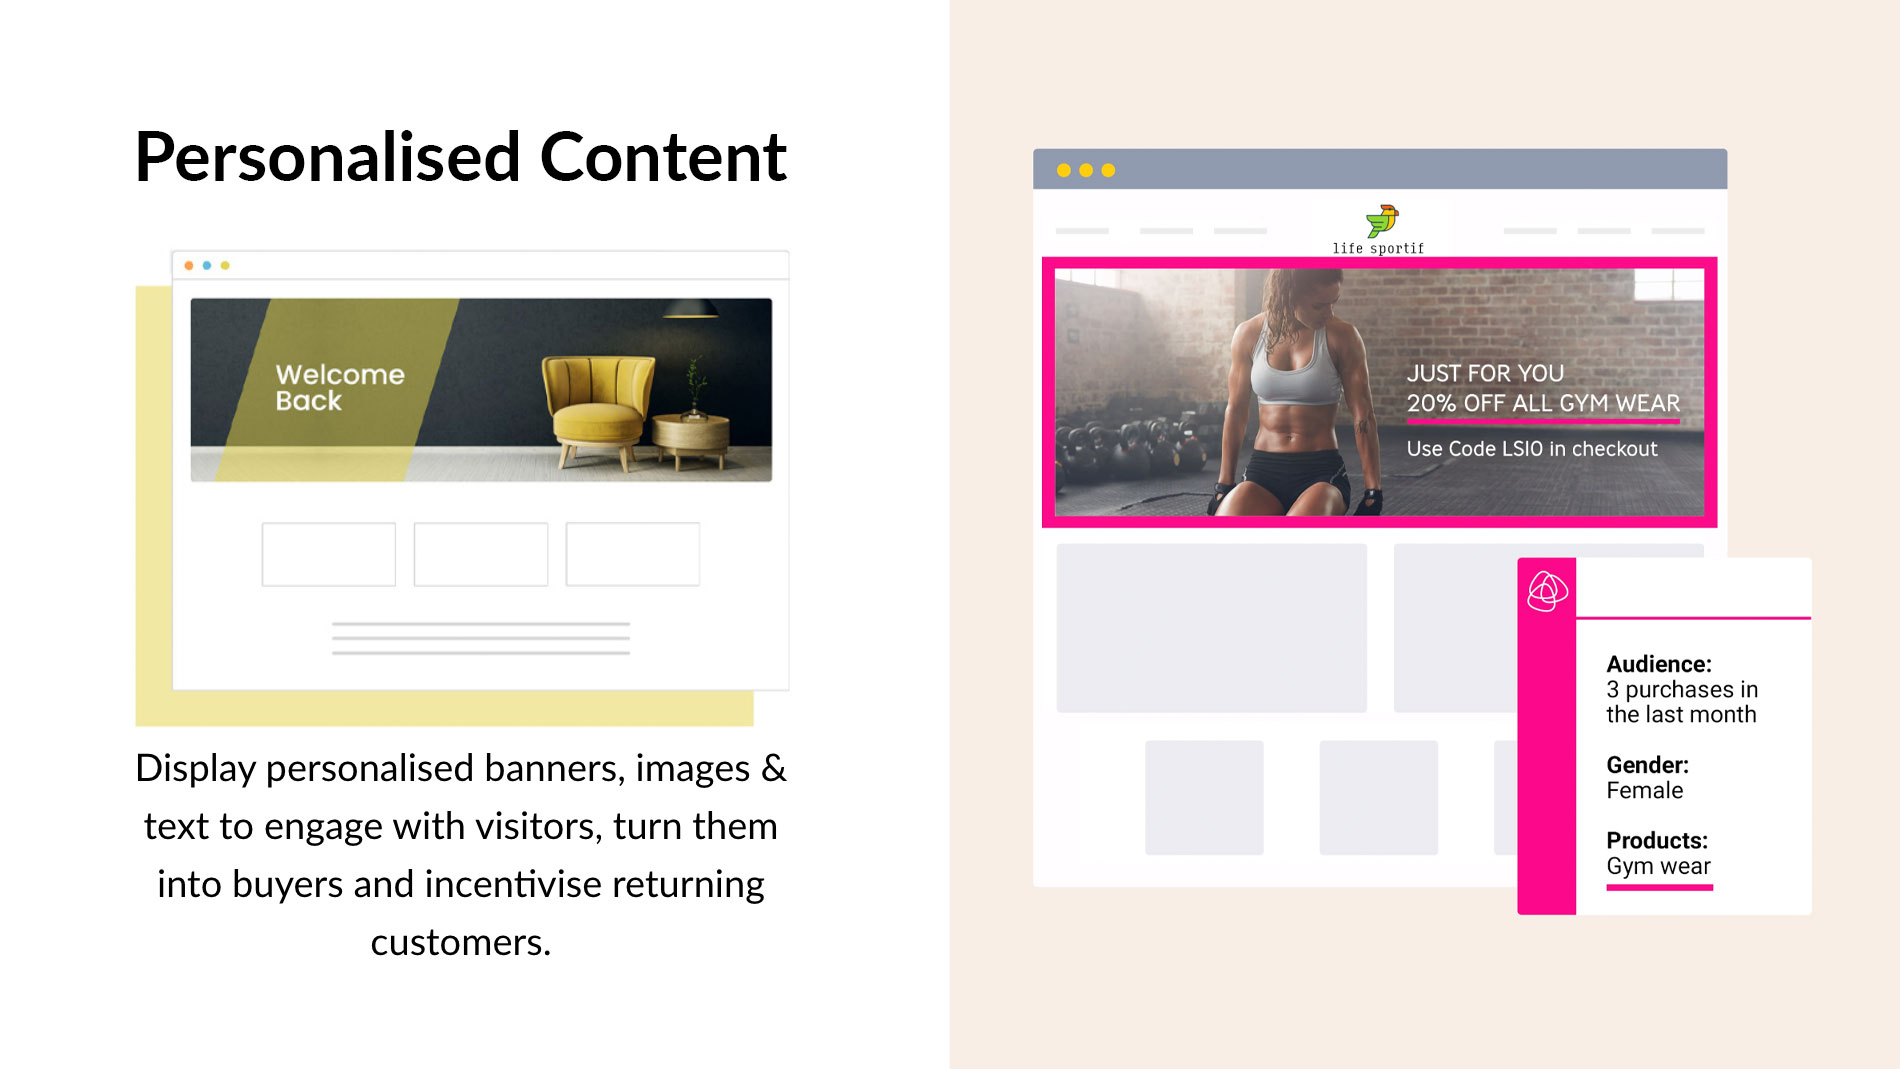 Personalised Content
Welcome
Back
Display personalised banners, images &
text to engage with visitors, turn them
into buyers and incentivise returning
customers.
life sportif
JUST FOR YOU
20% OFF ALL GYM WEAR
Use Code LS10 in checkout
Audience:
3 purchases in
the last month
Gender:
Female
Products:
Gym wear